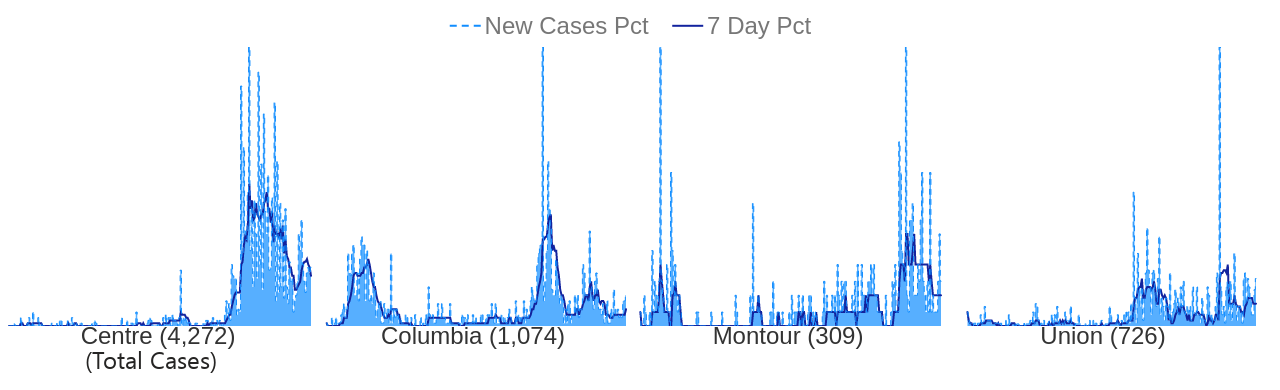 New Cases Pct 7 Day Pct
Centre (4,272) Columbia (1,074) Montour (309) Union (726)
(Total Cases)